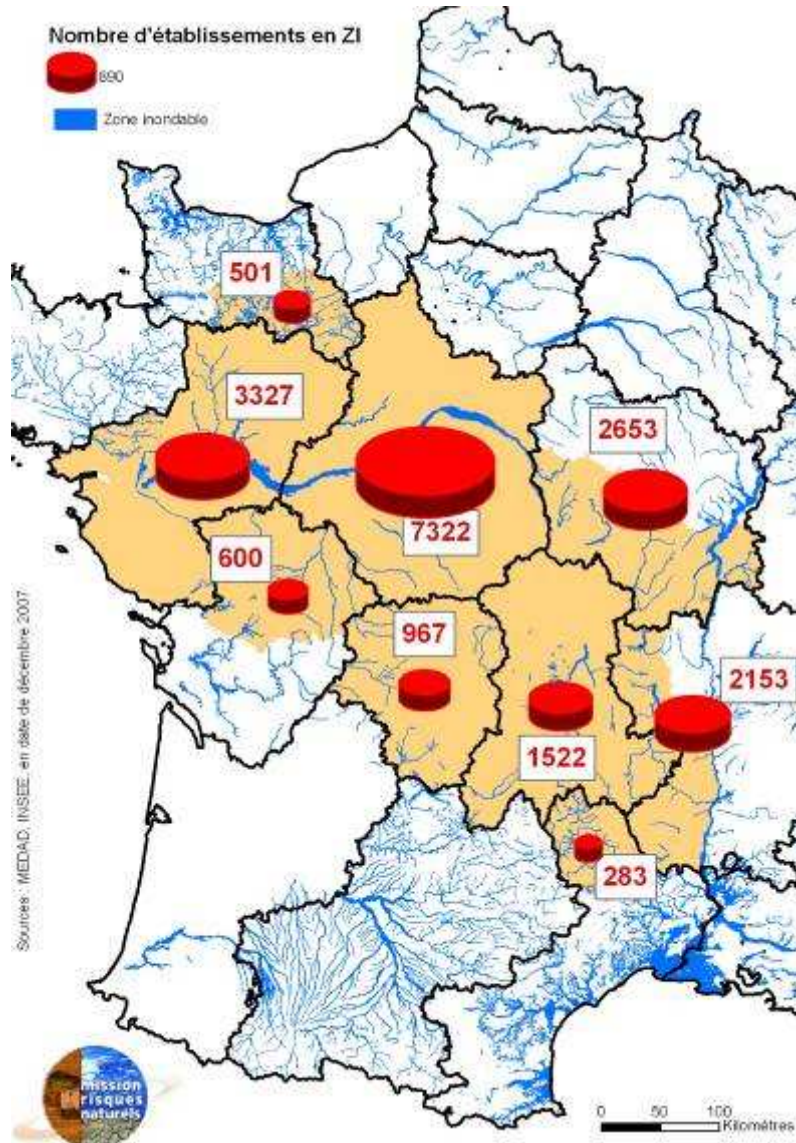 Nombre d'établissements en ZI
890
Zone inondable
501
3327
2653
7322
600
967
2153
1522
283
Sources : MEDAD, INSEE, en date de décembre 2007
mission
risques
naturels
0 50 100
Kilomètres